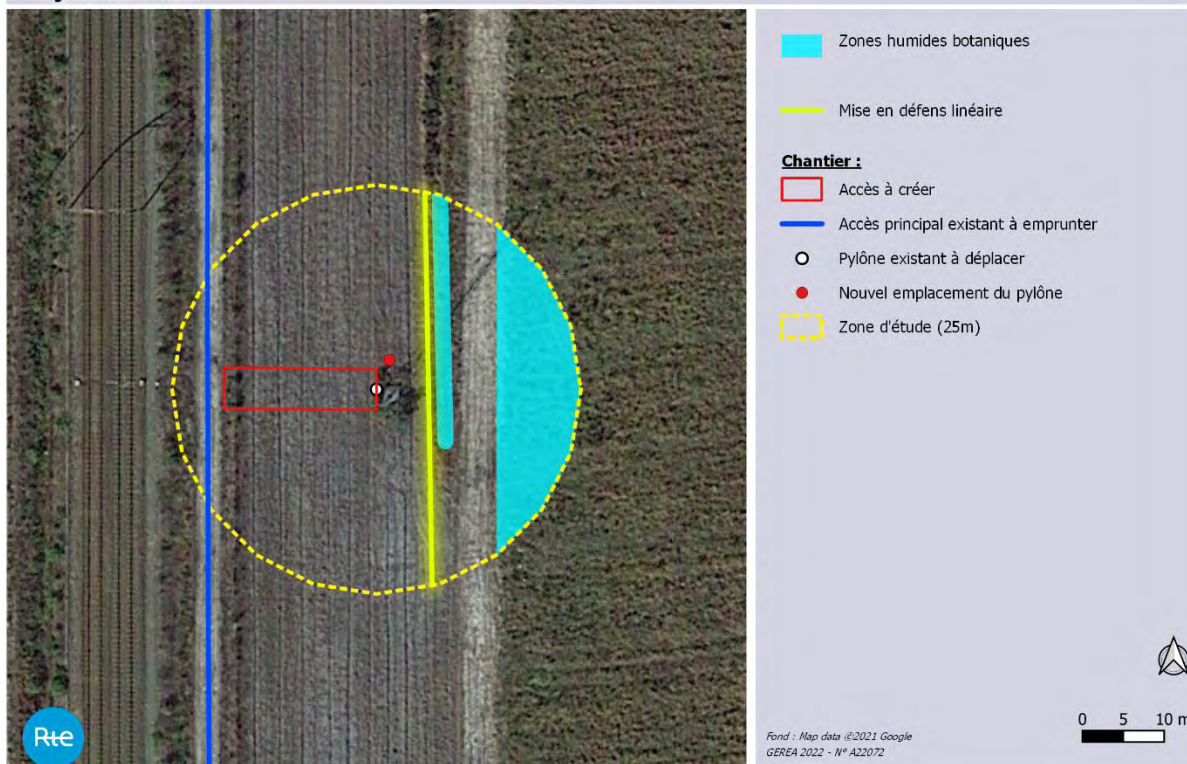 Zones humides botaniques
Mise en défens linéaire
Chantier :
Accès à créer
Accès principal existant à emprunter
Pylône existant à déplacer
Nouvel emplacement du pylône
Zone d'étude (25m)
Rte
0 5 10 m
Fond : Map data ©2021 Google
GEREA 2022 - N° A22072